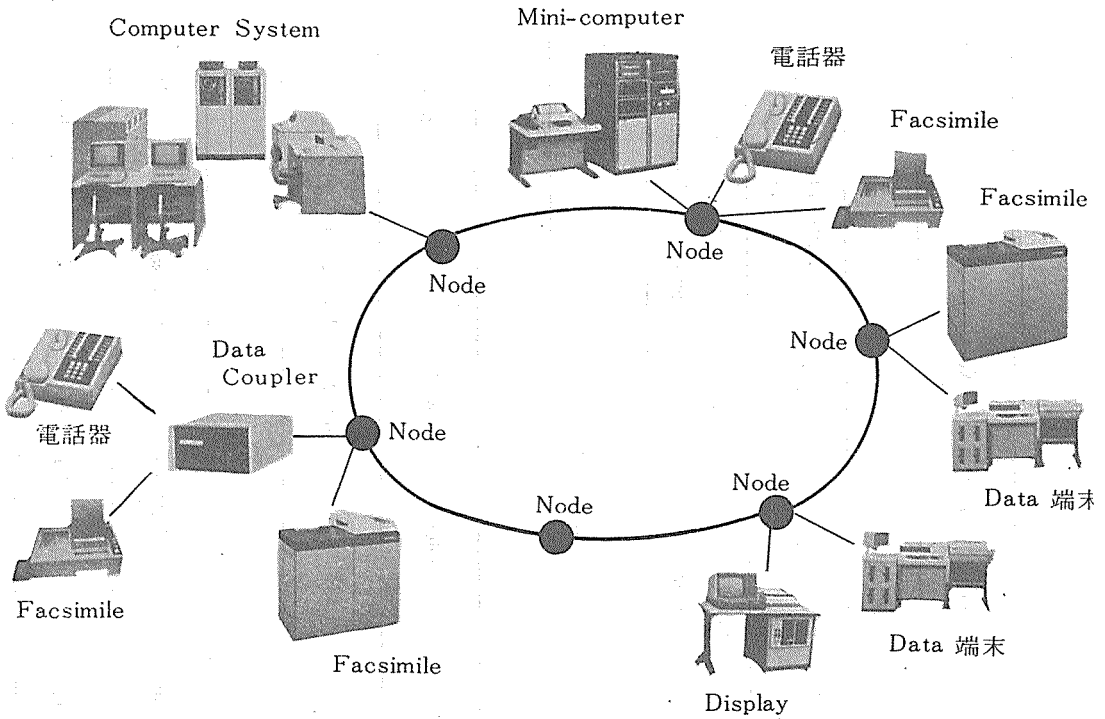 Computer System
Mini-computer
電話器
Facsimile
Facsimile
Node
Node
Node
Data
Coupler
電話器
Node
Data 端末
Node
Node
Facsimile
Facsimile
Data 端末
Display